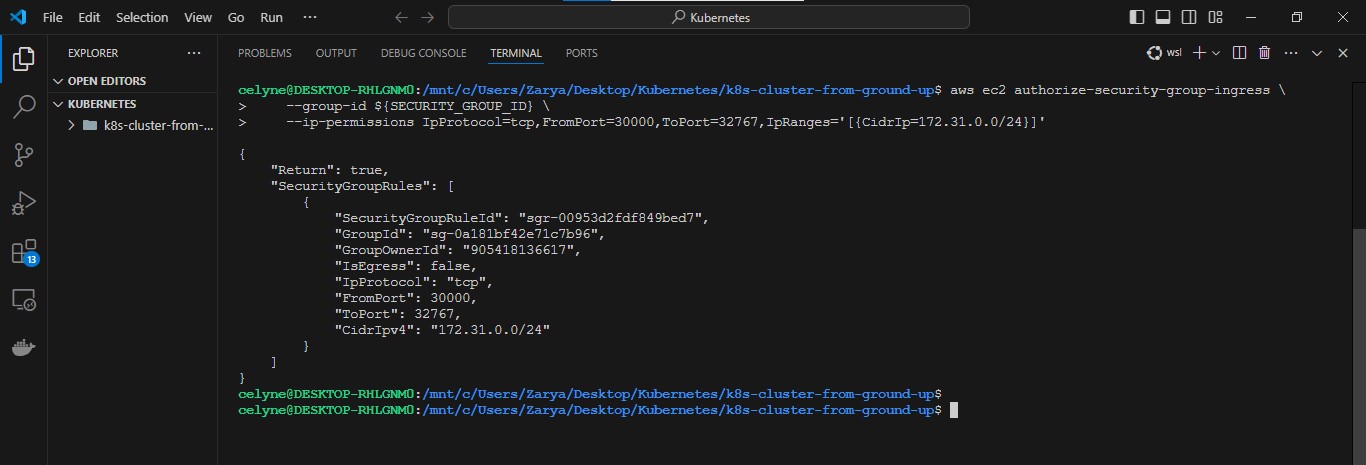 File Edit Selection View Go Run ···
Kubernetes
EXPLORER ···
OPEN EDITORS
KUBERNETES
k8s-cluster-from-...
13
PROBLEMS OUTPUT DEBUG CONSOLE TERMINAL PORTS
wsl
celyne@DESKTOP-RHLGNM0:/mnt/c/Users/Zarya/Desktop/Kubernetes/k8s-cluster-from-ground-up$ aws ec2 authorize-security-group-ingress \
> --group-id ${SECURITY_GROUP_ID} \
> --ip-permissions IpProtocol=tcp,FromPort=30000,ToPort=32767,IpRanges='[{CidrIp=172.31.0.0/24}]'
{
"Return": true,
"SecurityGroupRules": [
{
"SecurityGroupRuleId": "sgr-00953d2fdf849bed7",
"GroupId": "sg-0a181bf42e71c7b96",
"GroupOwnerId": "905418136617",
"IsEgress": false,
"IpProtocol": "tcp",
"FromPort": 30000,
"ToPort": 32767,
"CidrIpv4": "172.31.0.0/24"
}
]
}
celyne@DESKTOP-RHLGNM0:/mnt/c/Users/Zarya/Desktop/Kubernetes/k8s-cluster-from-ground-up$
celyne@DESKTOP-RHLGNM0:/mnt/c/Users/Zarya/Desktop/Kubernetes/k8s-cluster-from-ground-up$